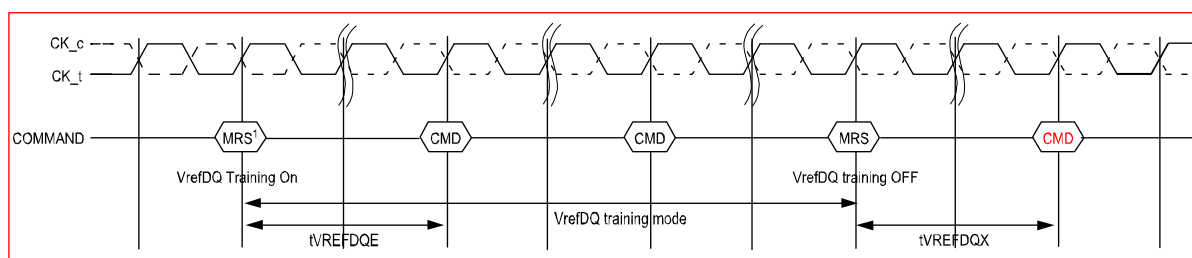 CK_c
CK_t
COMMAND
MRS1 CMD CMD MRS CMD
VrefDQ Training On VrefDQ training OFF
VrefDQ training mode
tVREFDQE tVREFDQX